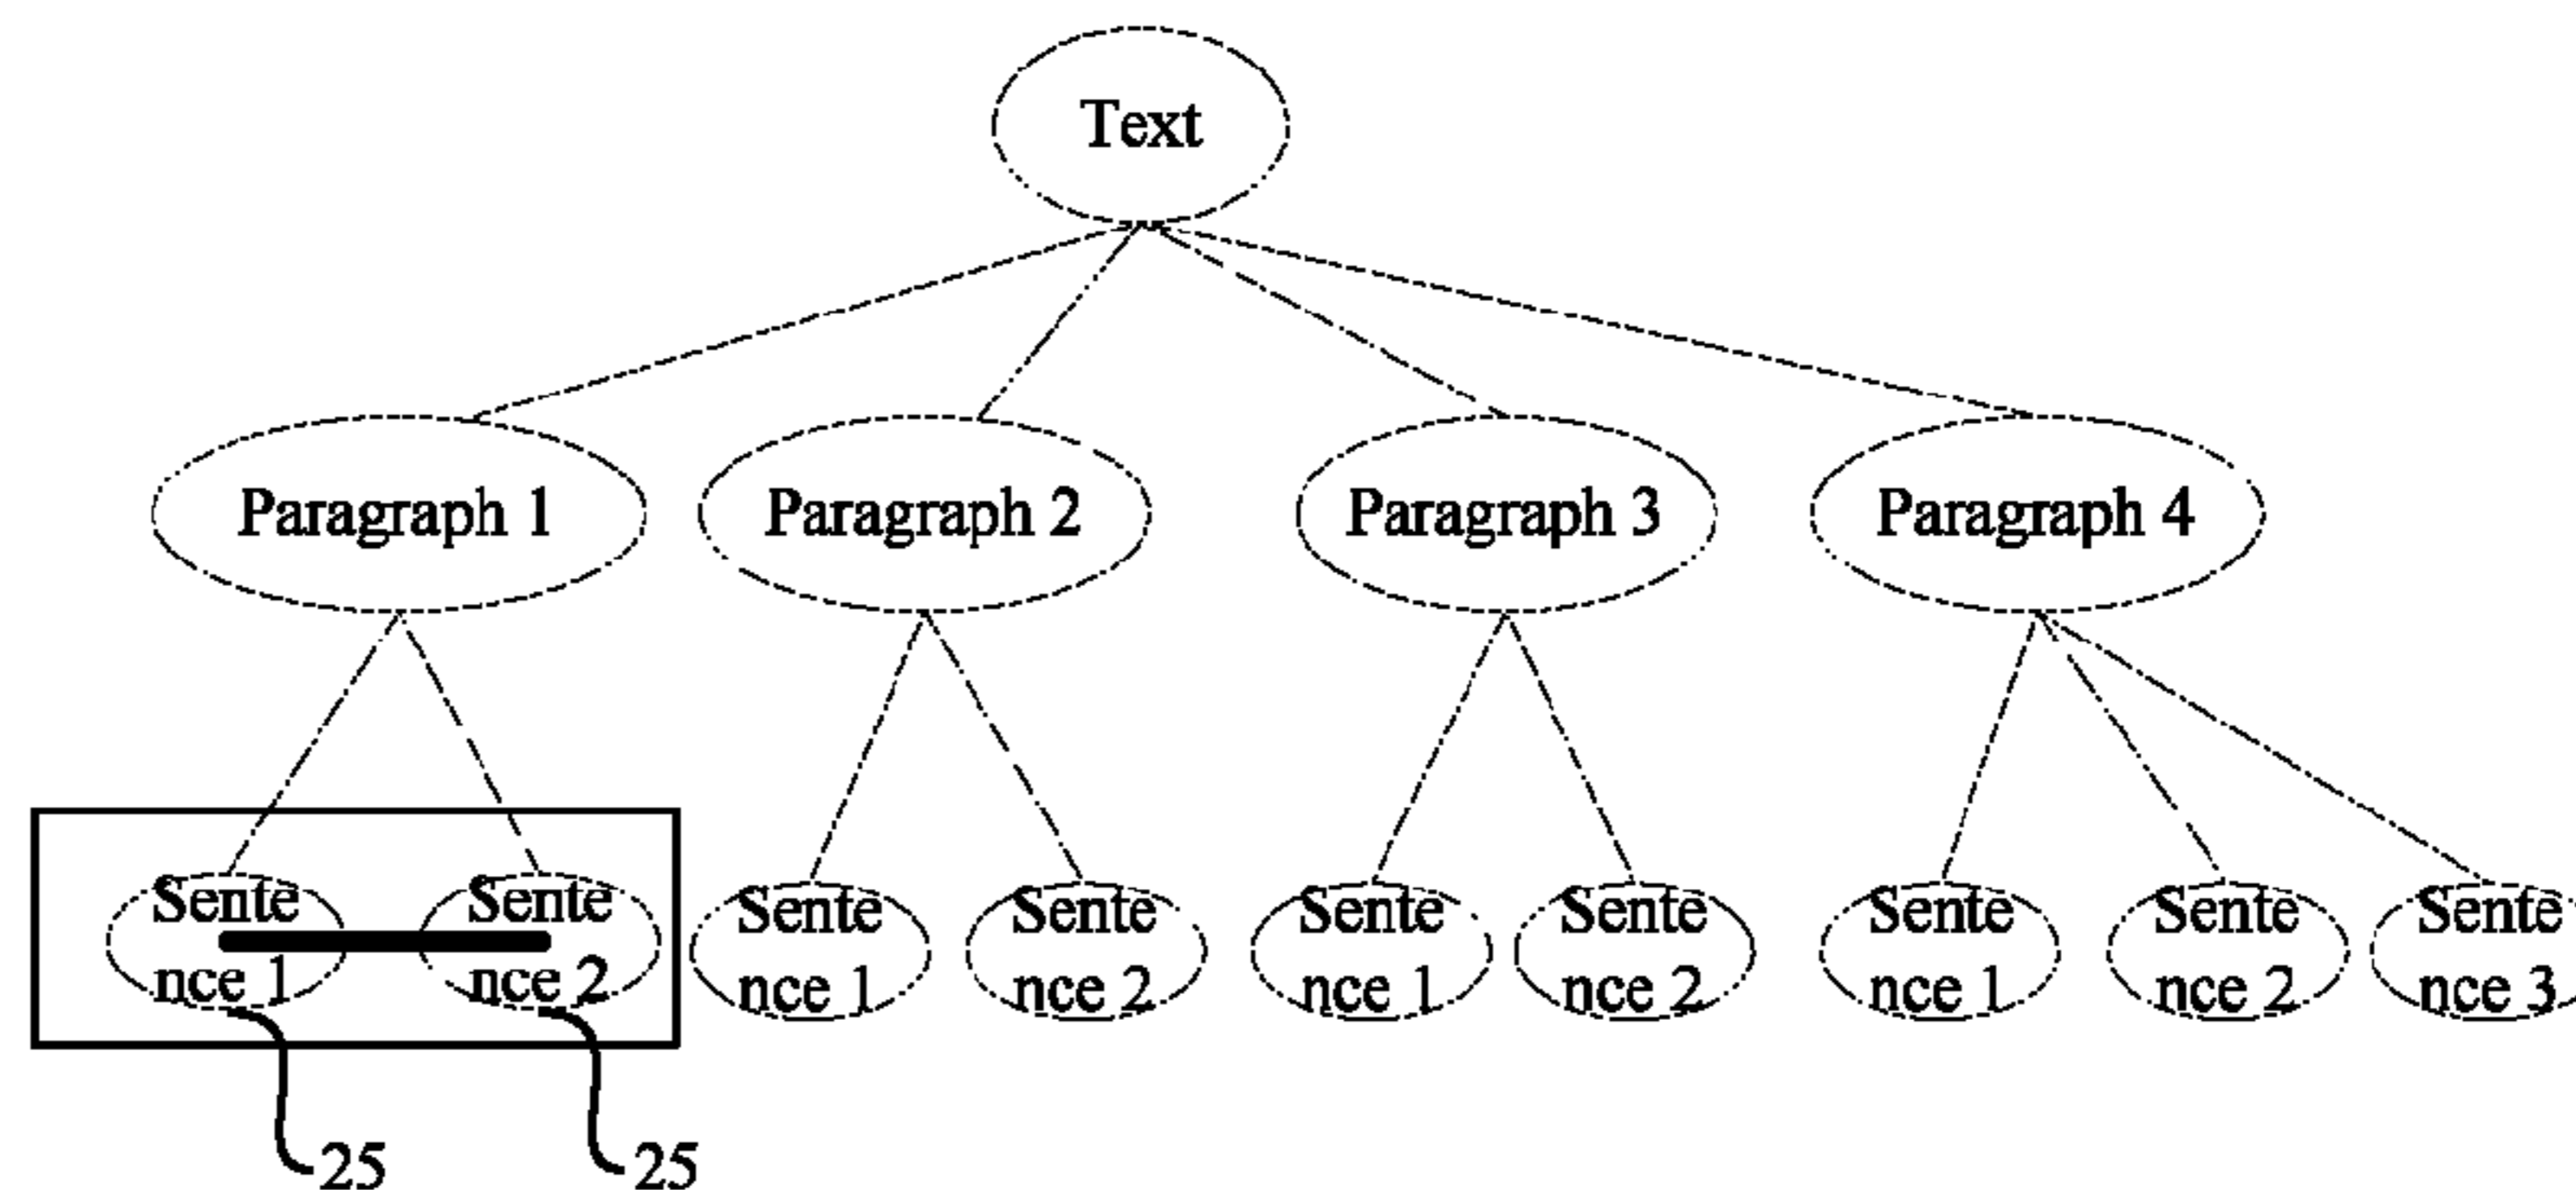 Text
Paragraph 1 Paragraph 2 Paragraph 3 Paragraph 4
Sente Sente Sente Sente Sente Sente Sente Sente Sente
nce 1 nce 2 nce 1 nce 2 nce 1 nce 2 nce 1 nce 2 nce 3
25 25